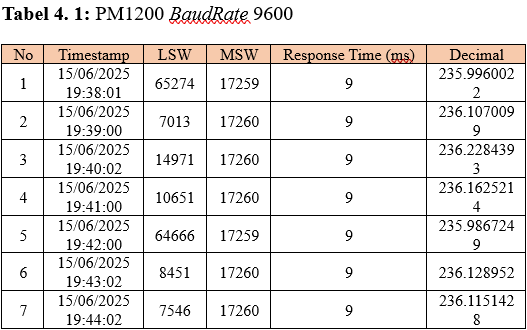 Tabel 4. 1: PM1200 BaudRate 9600
No Timestamp LSW MSW Response Time (ms) Decimal
1 15/06/2025 19:38:01 65274 17259 9 235.9960022
2 15/06/2025 19:39:00 7013 17260 9 236.1070099
3 15/06/2025 19:40:02 14971 17260 9 236.2284393
4 15/06/2025 19:41:00 10651 17260 9 236.1625214
5 15/06/2025 19:42:00 64666 17259 9 235.9867249
6 15/06/2025 19:43:02 8451 17260 9 236.128952
7 15/06/2025 19:44:02 7546 17260 9 236.1151428